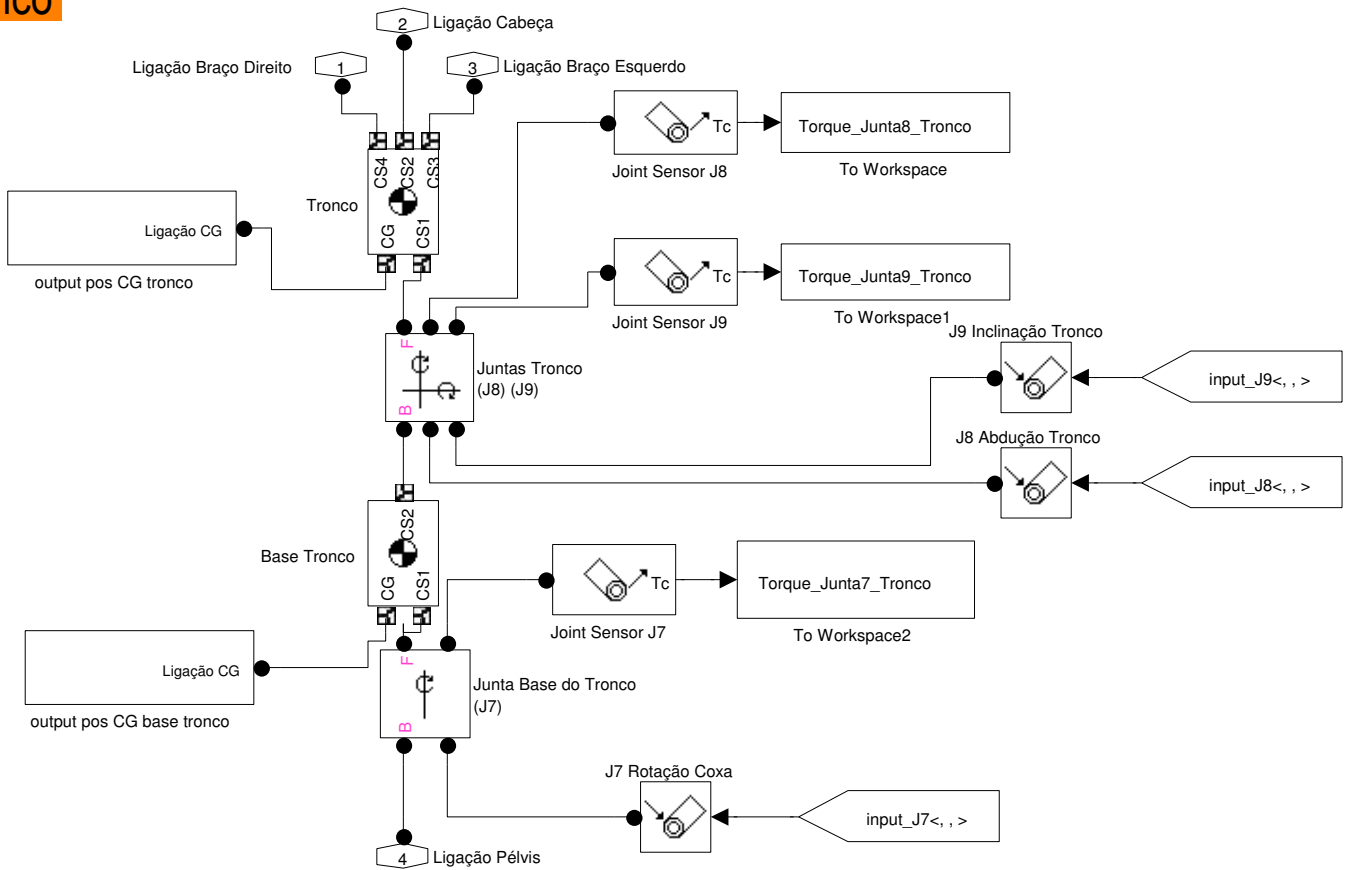 2
Ligação Cabeça
Ligação Braço Direito
1
3
Ligação Braço Esquerdo
CS4
CS2
CS3
Tronco
CG
CS1
Ligação CG
output pos CG tronco
Tc
Joint Sensor J8
Torque_Junta8_Tronco
To Workspace
Tc
Joint Sensor J9
Torque_Junta9_Tronco
To Workspace1
F
B
Juntas Tronco
(J8) (J9)
J9 Inclinação Tronco
input_J9<, , >
J8 Abdução Tronco
input_J8<, , >
CS2
Base Tronco
CG
CS1
Tc
Joint Sensor J7
Torque_Junta7_Tronco
To Workspace2
Ligação CG
output pos CG base tronco
F
B
Junta Base do Tronco
(J7)
J7 Rotação Coxa
input_J7<, , >
4
Ligação Pélvis